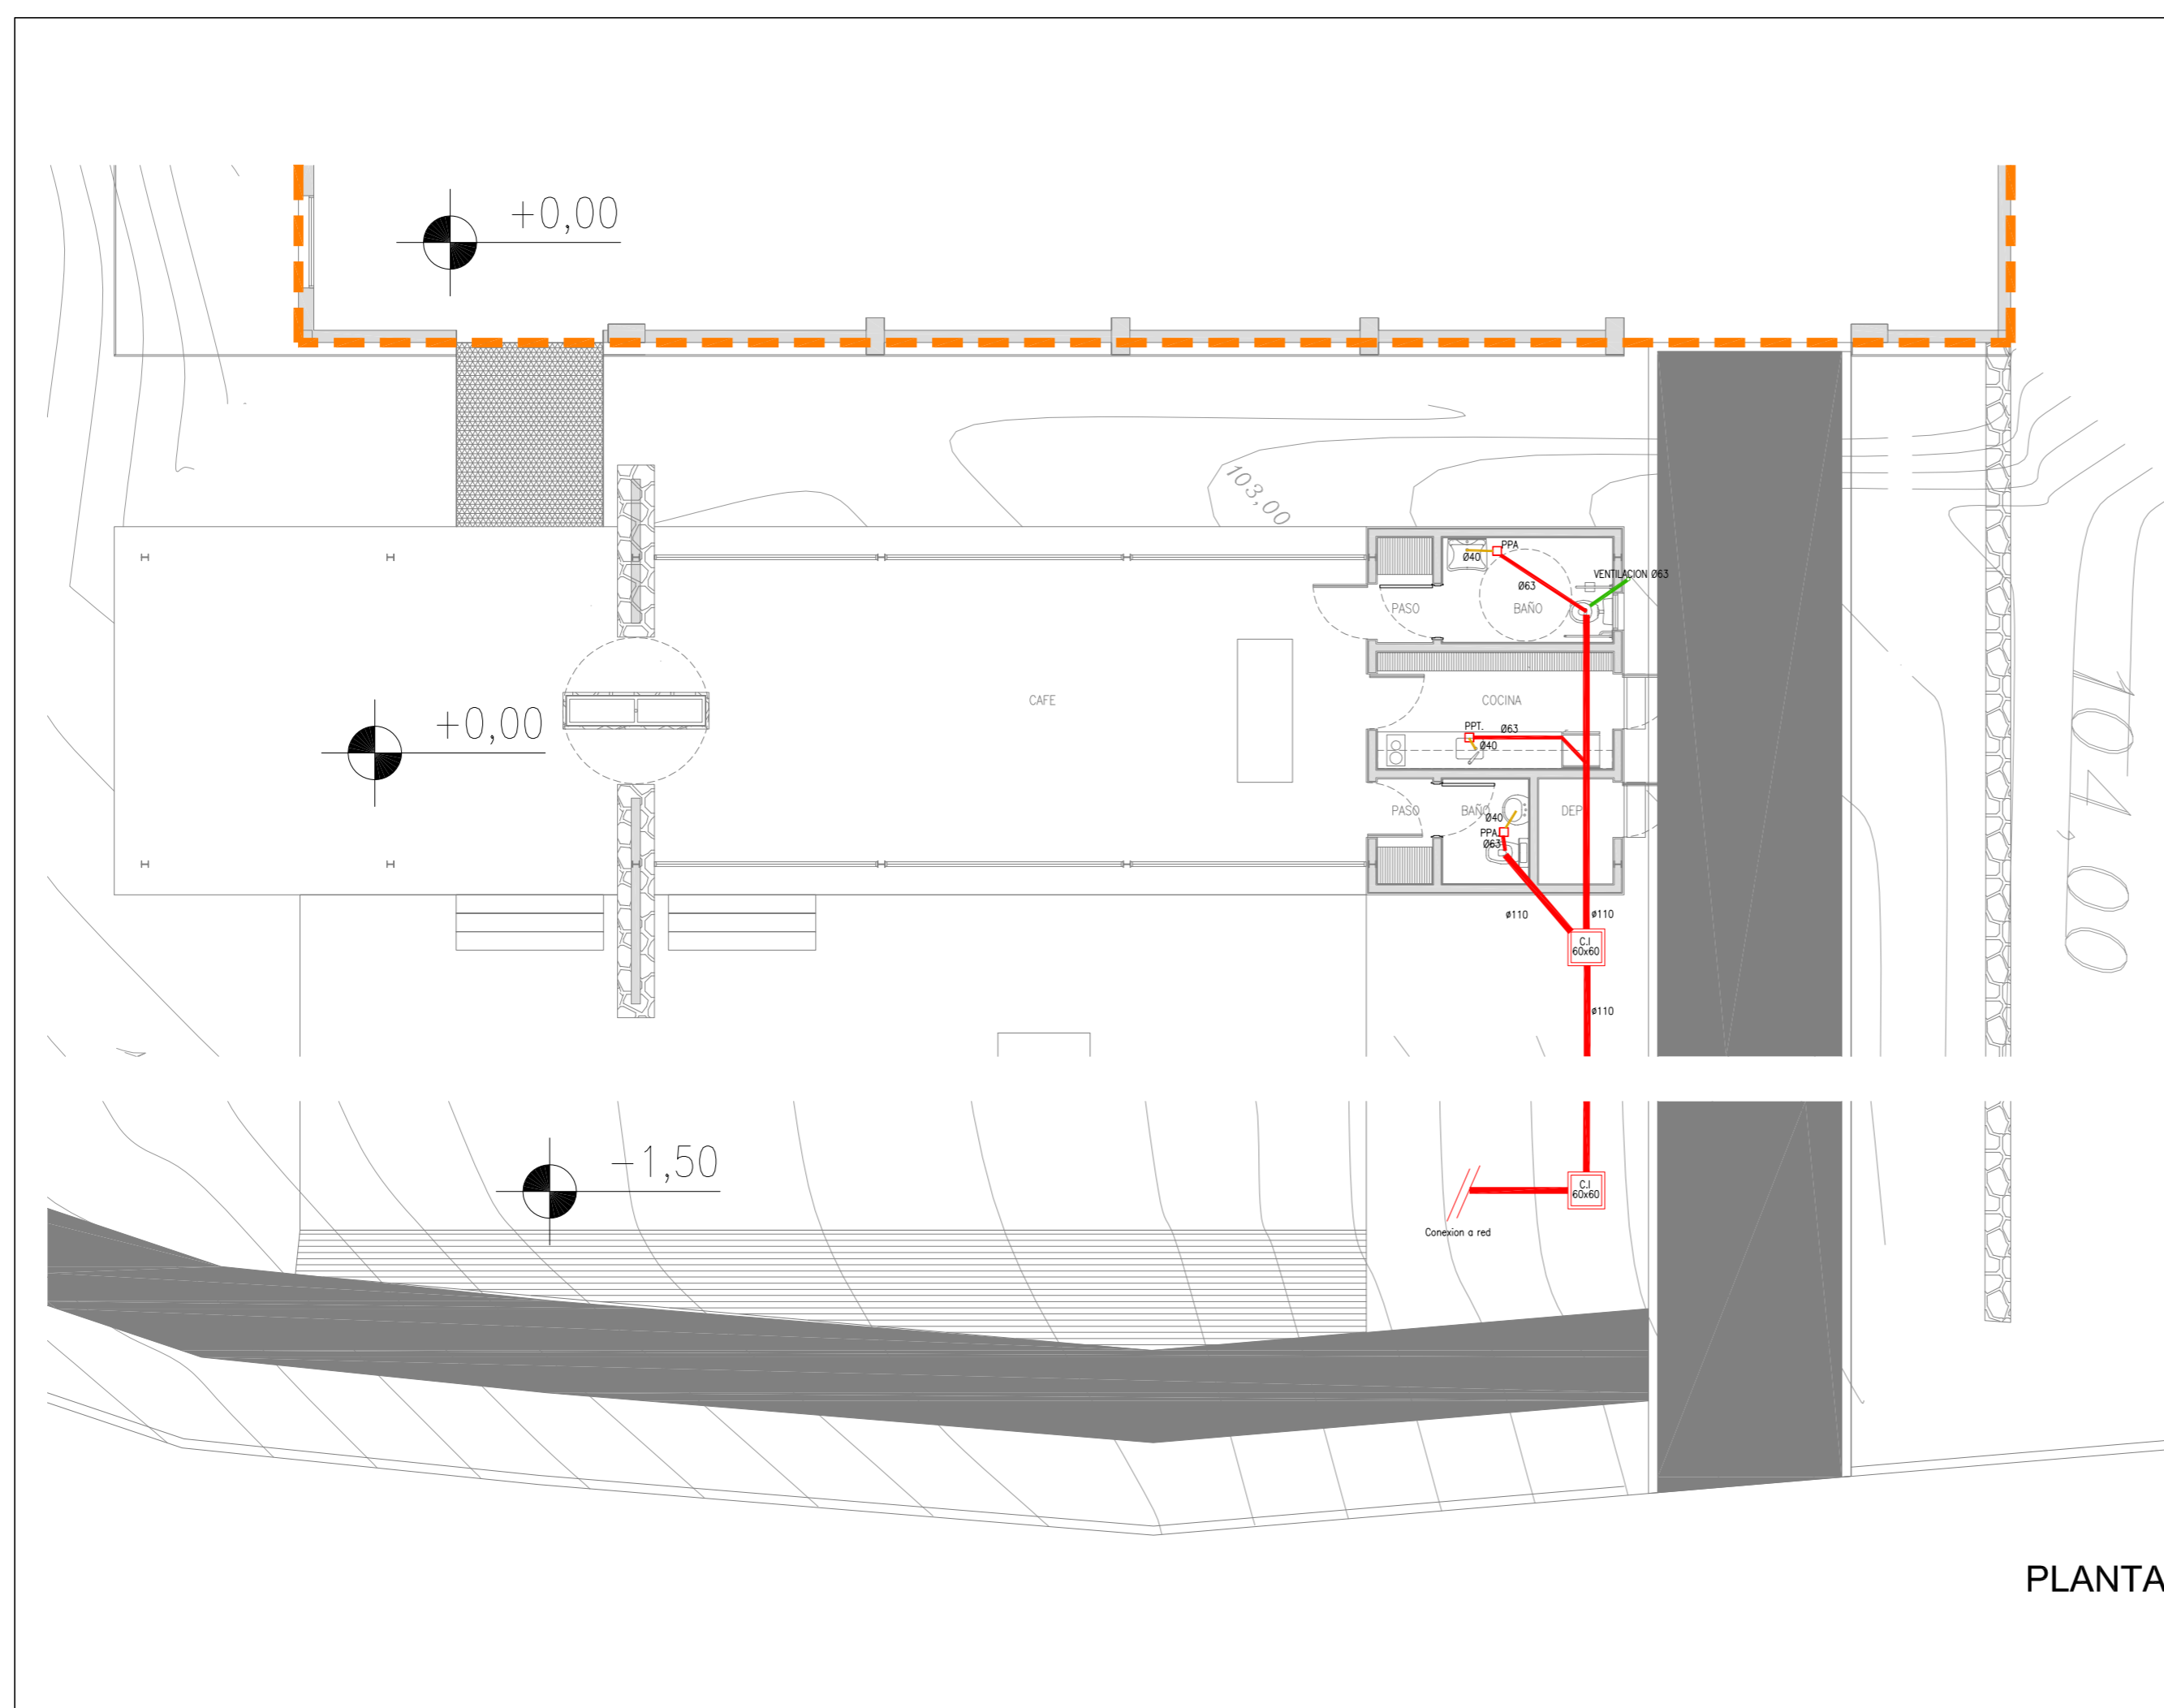 +0,00
103,00
Ø40
PPA
Ø63
VENTILACION Ø63
PASO
BAÑO
+0,00
CAFE
COCINA
PPT.
Ø63
Ø40
104,00
PASO
BAÑO
DEP
Ø40
PPA
Ø63
ø110
ø110
C.I
60x60
ø110
-1,50
C.I
60x60
Conexion a red
PLANTA